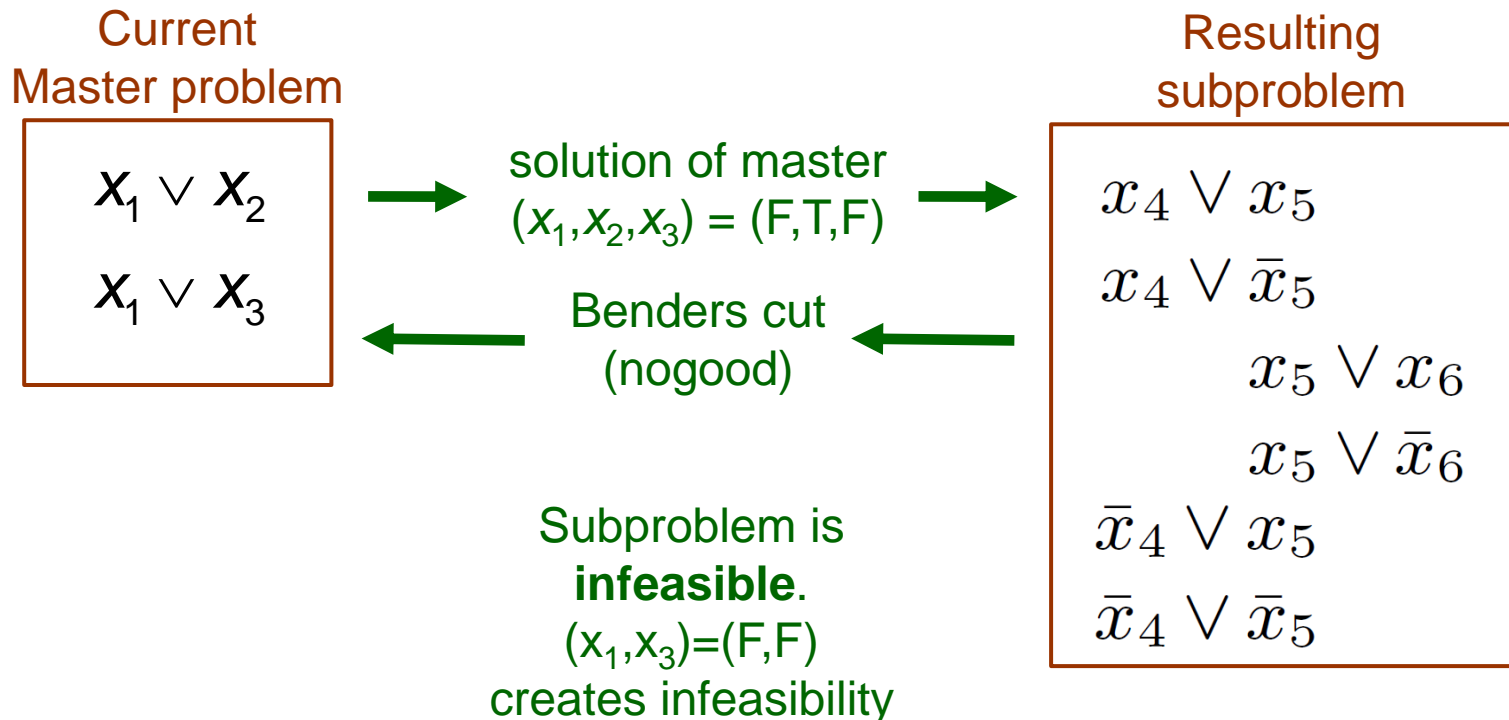 Current
Master problem
x₁ ∨ x₂
x₁ ∨ x₃
solution of master
(x₁,x₂,x₃) = (F,T,F)
Benders cut
(nogood)
Subproblem is
infeasible.
(x₁,x₃)=(F,F)
creates infeasibility
Resulting
subproblem
x₄ ∨ x₅
x₄ ∨ x̄₅
x₅ ∨ x₆
x₅ ∨ x̄₆
x̄₄ ∨ x₅
x̄₄ ∨ x̄₅